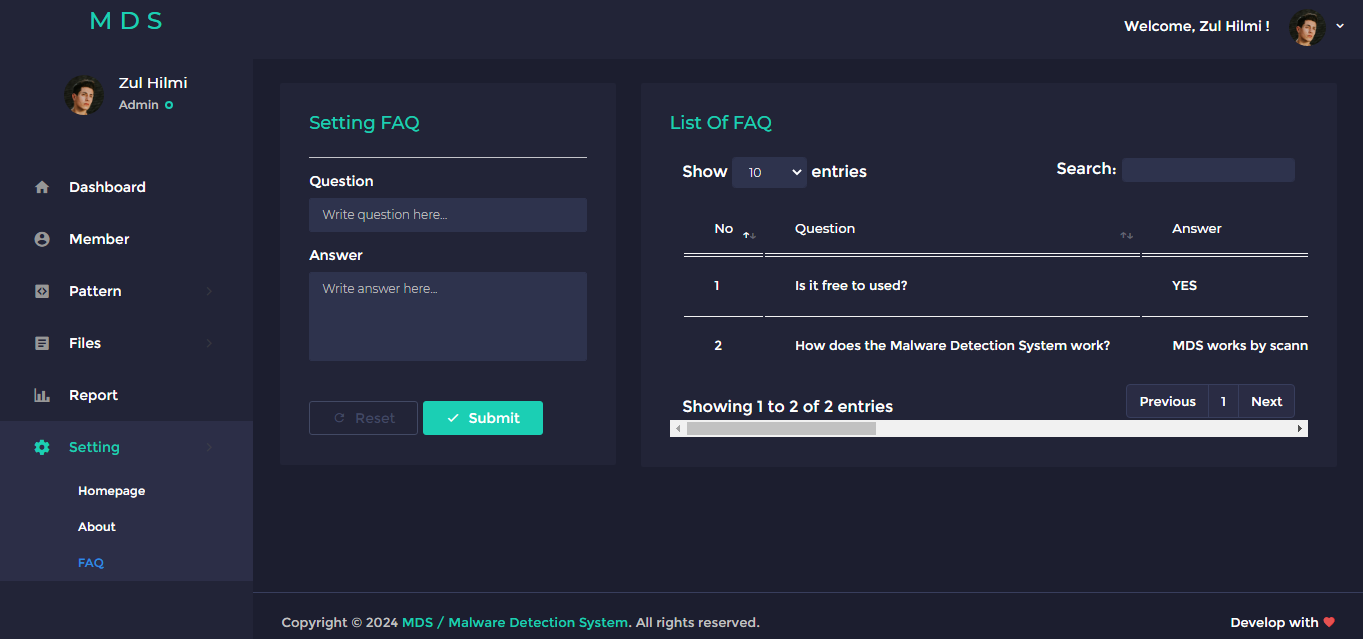 M D S
Welcome, Zul Hilmi !
Zul Hilmi
Admin
Dashboard
Member
Pattern
Files
Report
Setting
Homepage
About
FAQ
Setting FAQ
Question
Write question here...
Answer
Write answer here...
Reset
Submit
List Of FAQ
Show 10 entries
Search:
No Question Answer
1 Is it free to used? YES
2 How does the Malware Detection System work? MDS works by scann
Showing 1 to 2 of 2 entries
Previous 1 Next
Copyright © 2024 MDS / Malware Detection System. All rights reserved.
Develop with